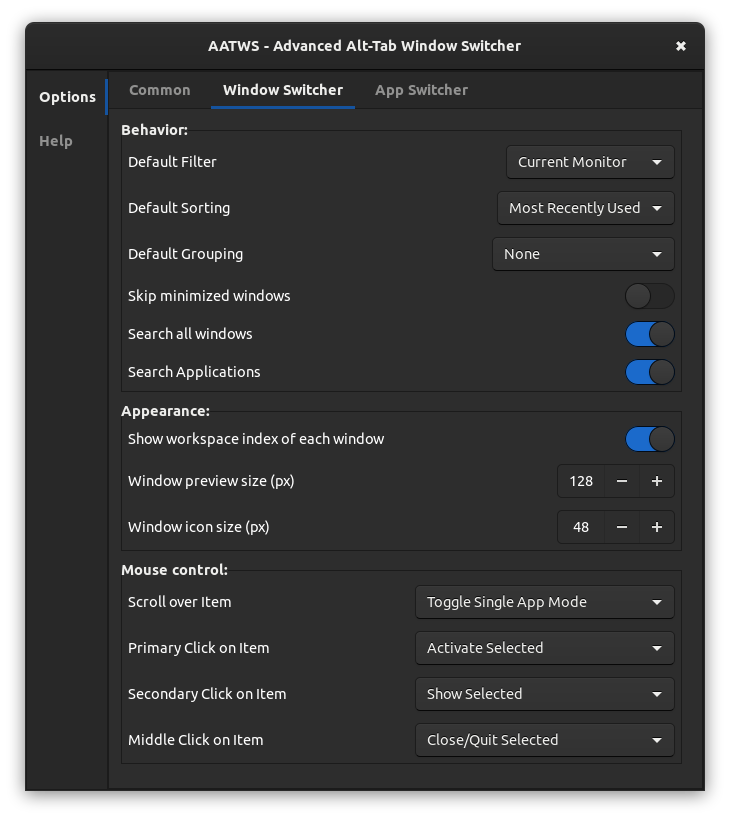 AATWS - Advanced Alt-Tab Window Switcher
Options
Help
Common Window Switcher App Switcher
Behavior:
Default Filter Current Monitor
Default Sorting Most Recently Used
Default Grouping None
Skip minimized windows
Search all windows
Search Applications
Appearance:
Show workspace index of each window
Window preview size (px) 128 − +
Window icon size (px) 48 − +
Mouse control:
Scroll over Item Toggle Single App Mode
Primary Click on Item Activate Selected
Secondary Click on Item Show Selected
Middle Click on Item Close/Quit Selected